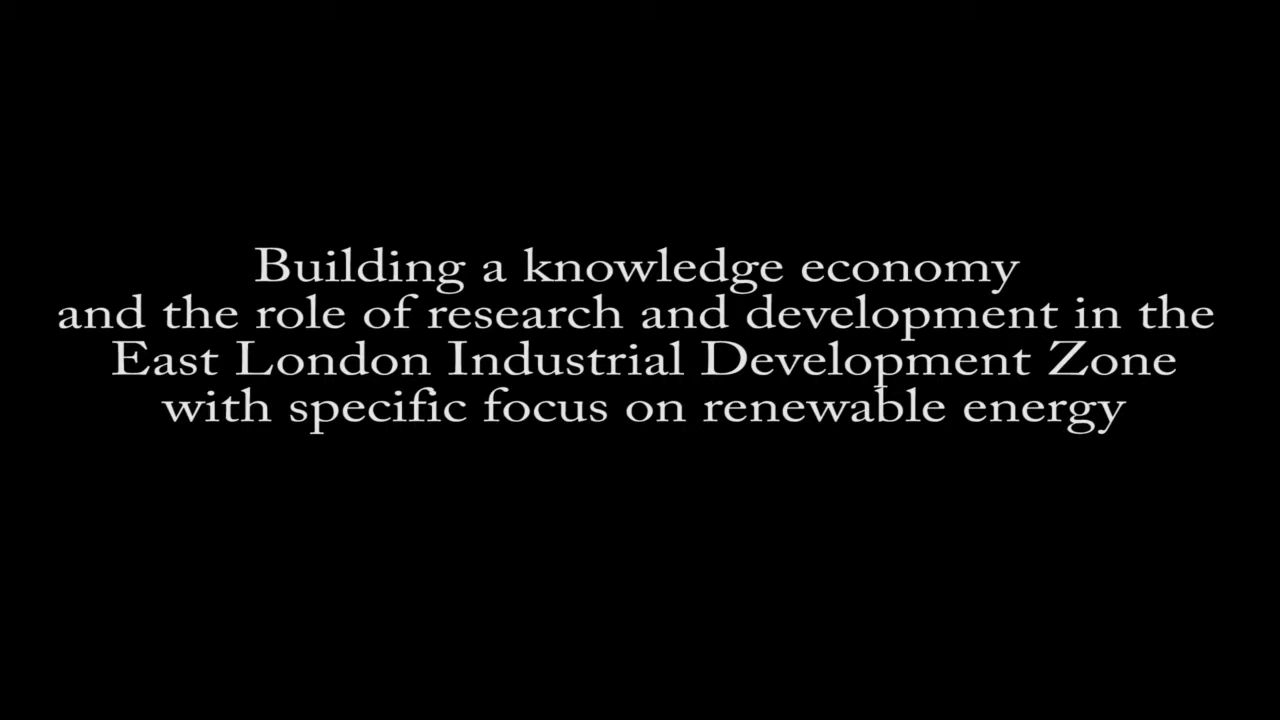 Building a knowledge economy
and the role of research and development in the
East London Industrial Development Zone
with specific focus on renewable energy